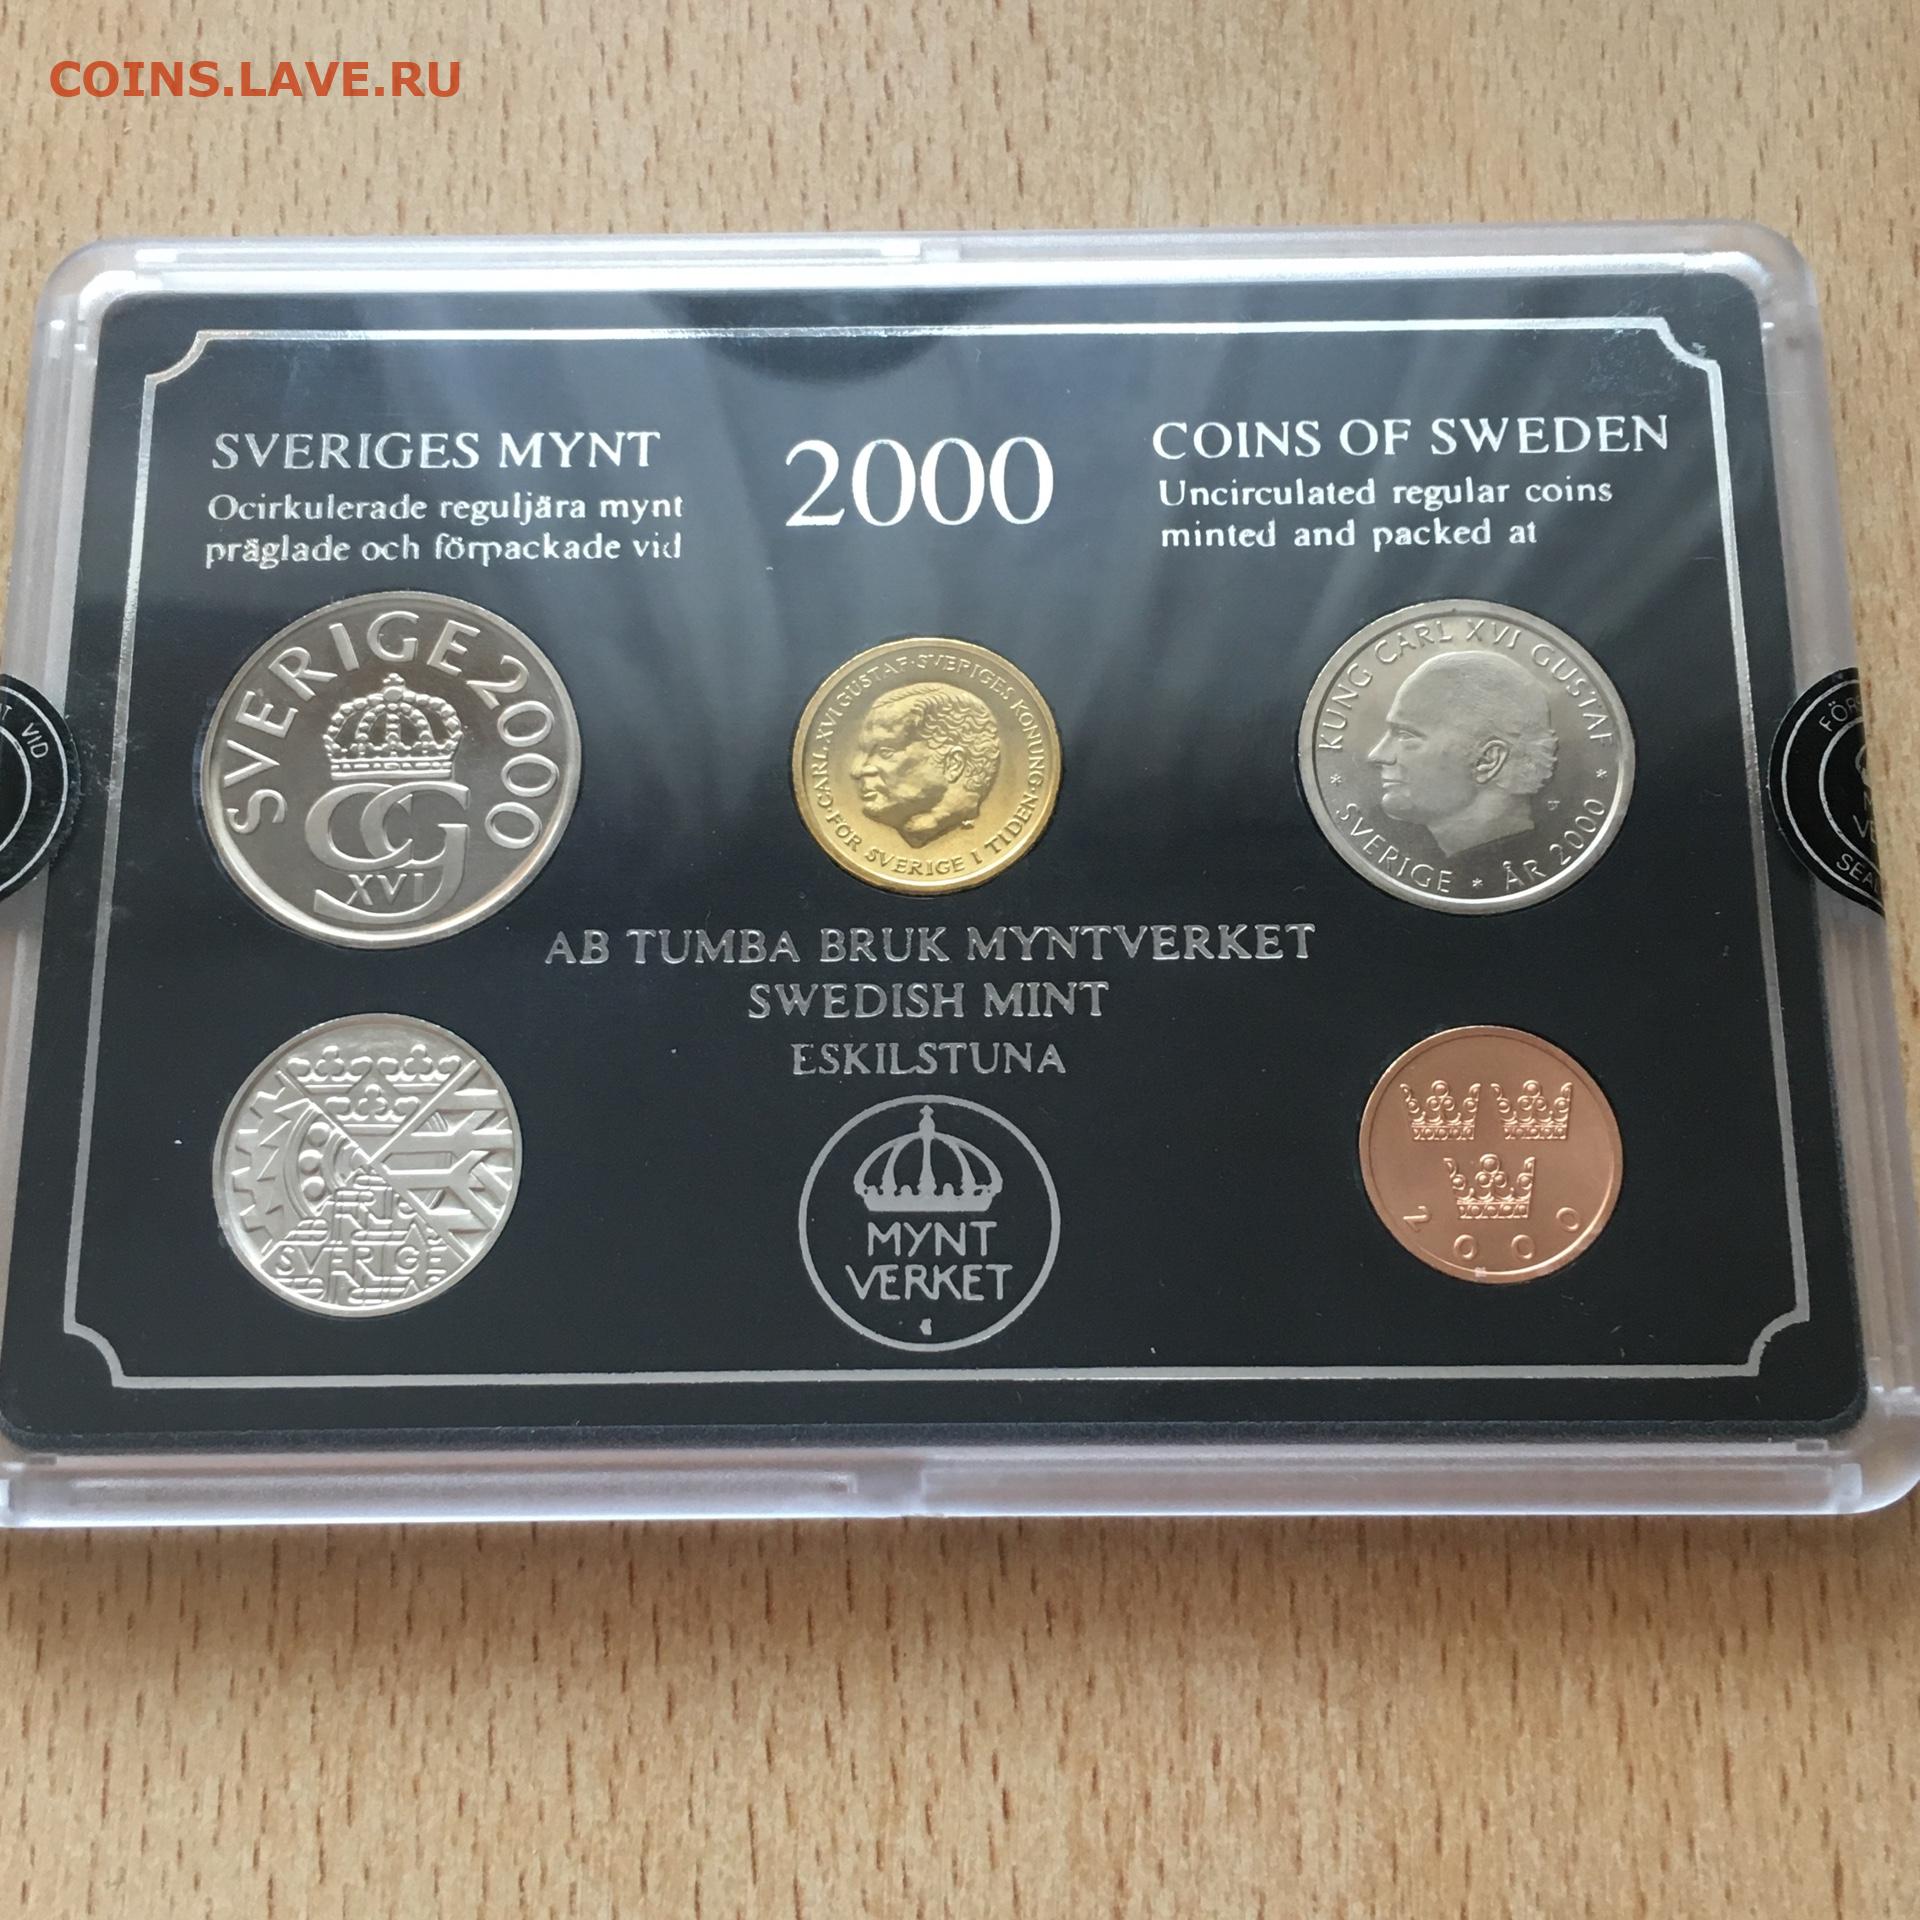 COINS.LAVE.RU
SVERIGES MYNT
Ocirkulerade reguljära mynt
präglade och förpackade vid
2000
COINS OF SWEDEN
Uncirculated regular coins
minted and packed at
SVERIGE 2000
XVI
CARL·XVI·GUSTAF·SVERIGES KONUNG·
FÖR SVERIGE I TIDEN
KUNG CARL XVI GUSTAF
* SVERIGE * ÅR 2000 *
VID
AB TUMBA BRUK MYNTVERKET
SWEDISH MINT
ESKILSTUNA
SVERIGE
MYNT
VERKET
2000